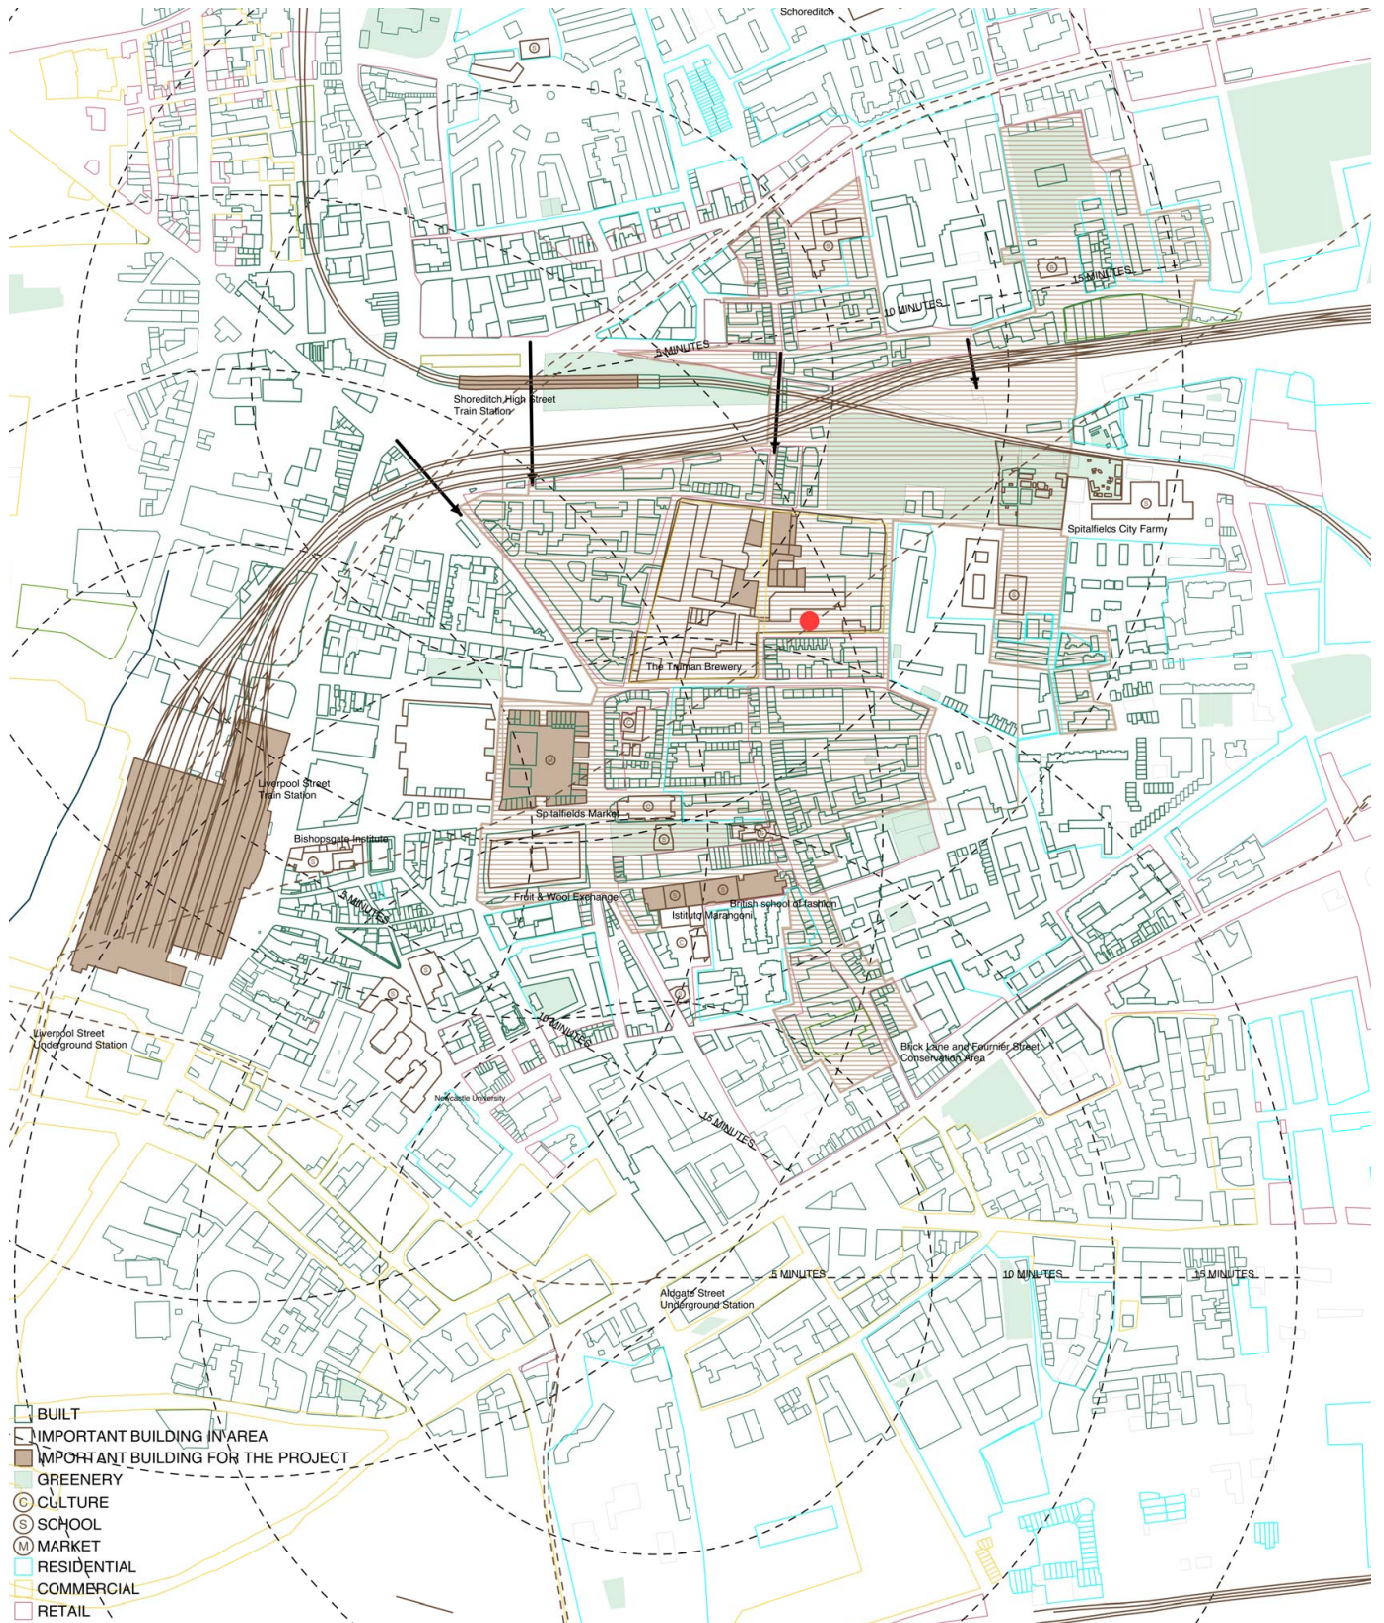 Schoreditch
15 MINUTES
10 MINUTES
5 MINUTES
Shoreditch High Street
Train Station
S
S
S
S
Spitalfields City Farm
S
The Truman Brewery
Liverpool Street
Train Station
Spitalfields Market
Bishopsgate Institute
5 MINUTES
Fruit & Wool Exchange
British school of fashion
Istituto Marangoni
10 MINUTES
Liverpool Street
Underground Station
Brick Lane and Fournier Street
Conservation Area
Newcastle University
15 MINUTES
5 MINUTES
10 MINUTES
15 MINUTES
Aldgate Street
Underground Station
BUILT
IMPORTANT BUILDING IN AREA
IMPORTANT BUILDING FOR THE PROJECT
GREENERY
C CULTURE
S SCHOOL
M MARKET
RESIDENTIAL
COMMERCIAL
RETAIL